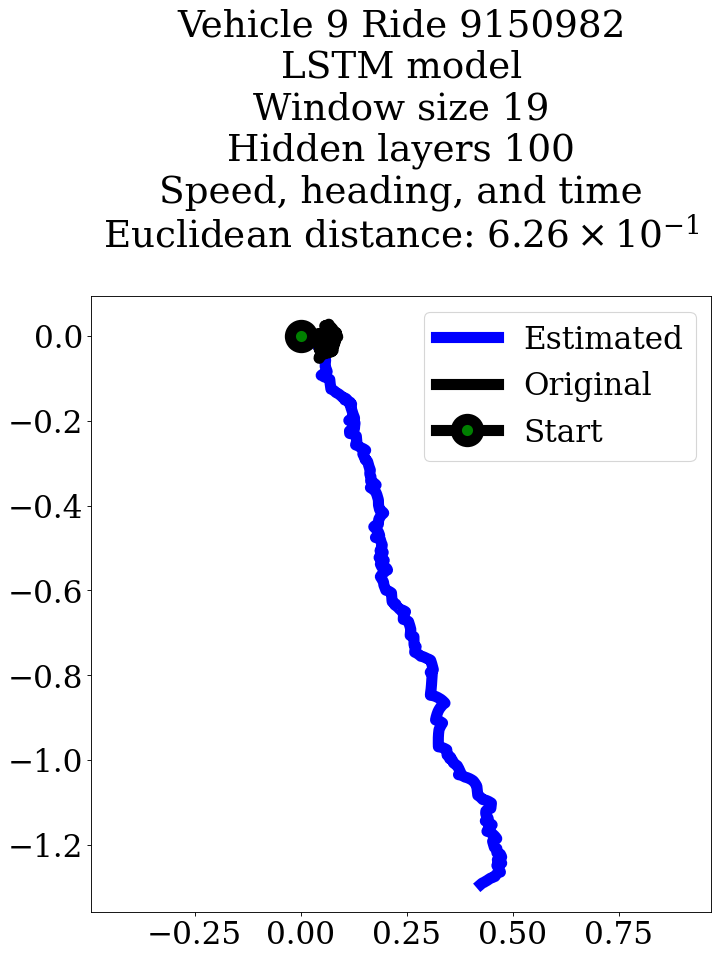 Vehicle 9 Ride 9150982
LSTM model
Window size 19
Hidden layers 100
Speed, heading, and time
Euclidean distance: 6.26 × 10⁻¹
Estimated
Original
Start
0.0
−0.2
−0.4
−0.6
−0.8
−1.0
−1.2
−0.25 0.00 0.25 0.50 0.75